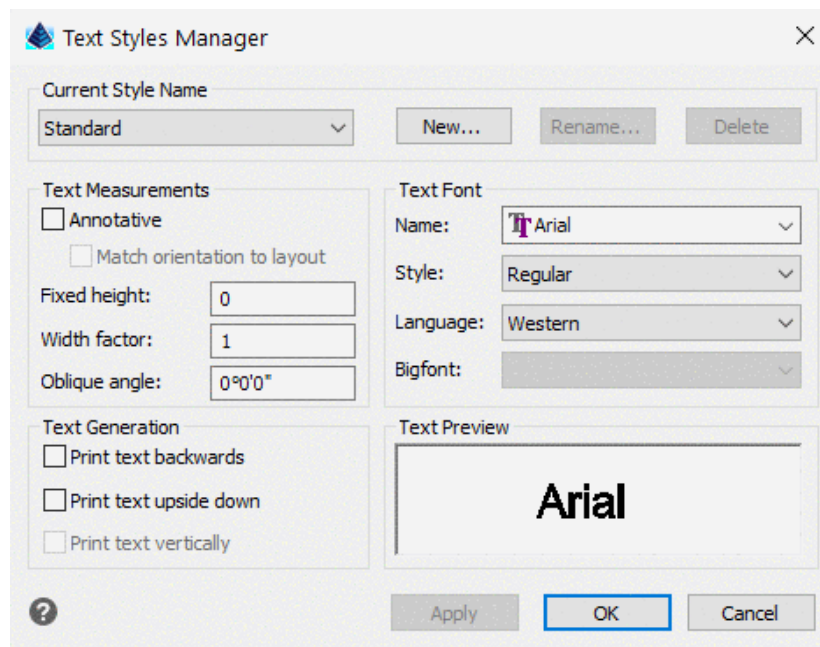 Text Styles Manager
Current Style Name
Standard
New...
Rename...
Delete
Text Measurements
Annotative
Match orientation to layout
Fixed height: 0
Width factor: 1
Oblique angle: 0°0'0"
Text Font
Name: Arial
Style: Regular
Language: Western
Bigfont:
Text Generation
Print text backwards
Print text upside down
Print text vertically
Text Preview
Arial
Apply
OK
Cancel